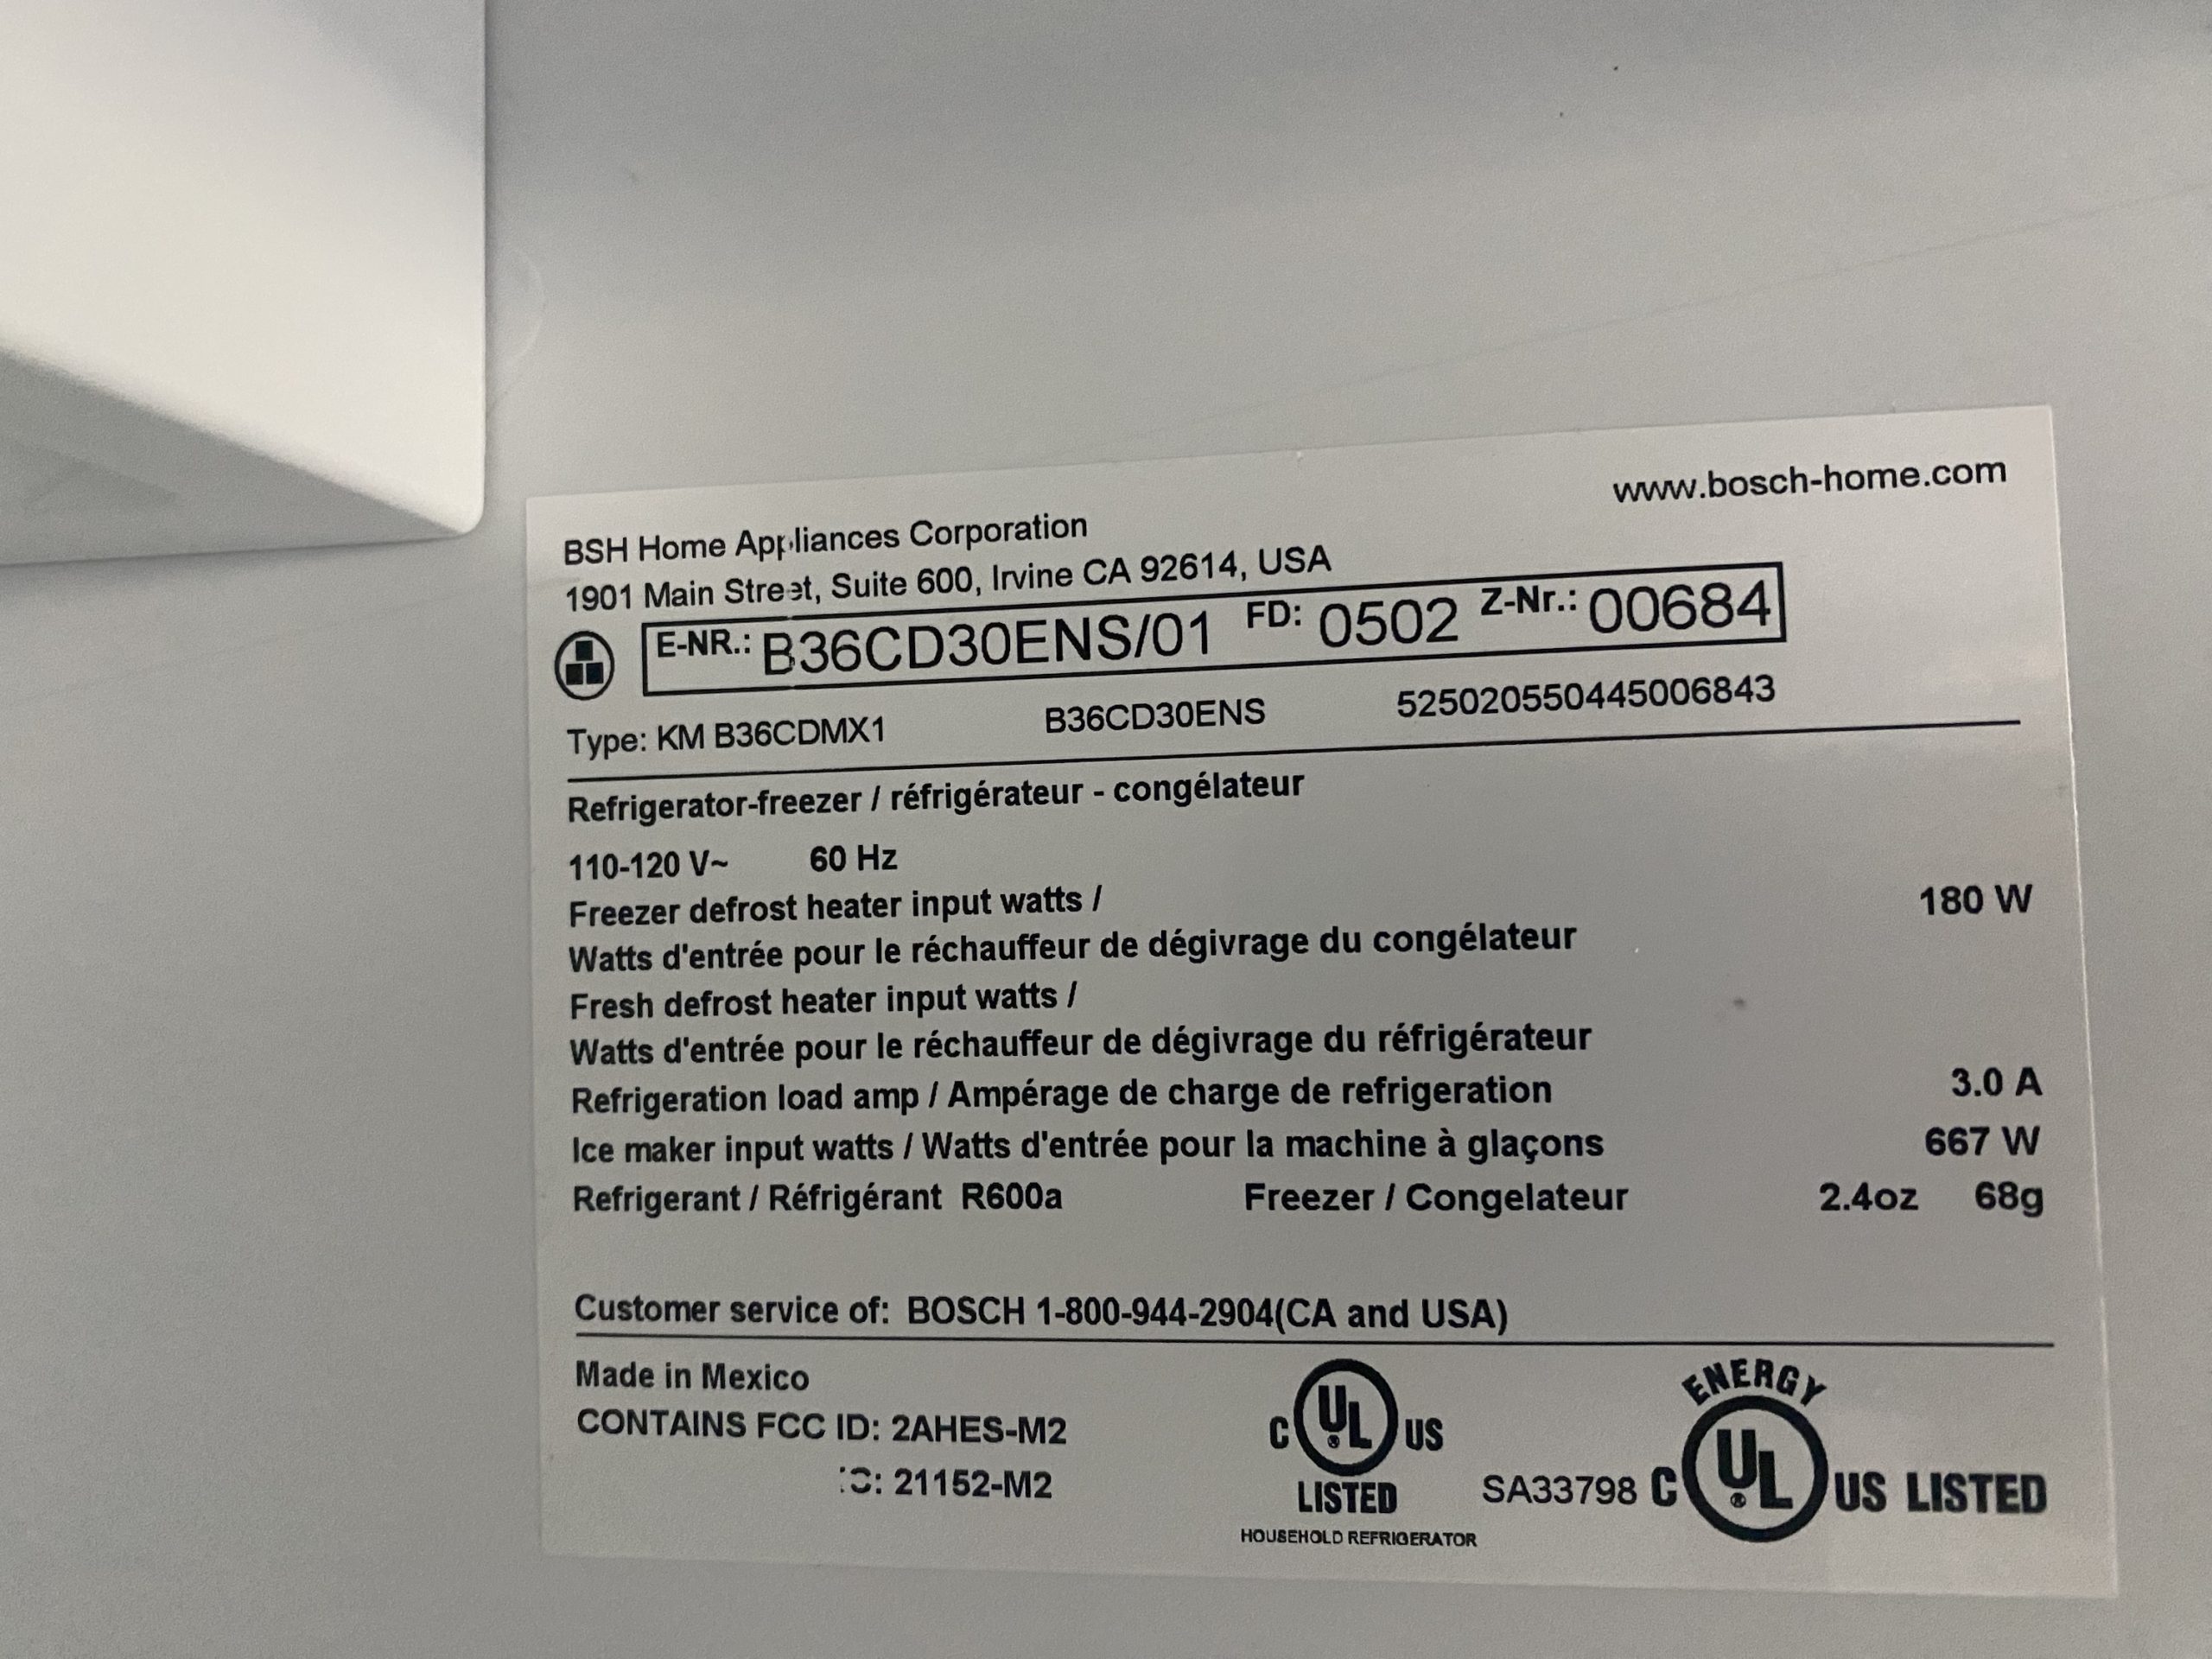 www.bosch-home.com
BSH Home Appliances Corporation
1901 Main Street, Suite 600, Irvine CA 92614, USA
E-NR.: B36CD30ENS/01 FD: 0502 Z-Nr.: 00684
Type: KM B36CDMX1 B36CD30ENS 525020550445006843
Refrigerator-freezer / réfrigérateur - congélateur
110-120 V~ 60 Hz
Freezer defrost heater input watts / 180 W
Watts d'entrée pour le réchauffeur de dégivrage du congélateur
Fresh defrost heater input watts /
Watts d'entrée pour le réchauffeur de dégivrage du réfrigérateur
Refrigeration load amp / Ampérage de charge de refrigeration 3.0 A
Ice maker input watts / Watts d'entrée pour la machine à glaçons 667 W
Refrigerant / Réfrigérant R600a Freezer / Congelateur 2.4oz 68g
Customer service of: BOSCH 1-800-944-2904(CA and USA)
Made in Mexico
CONTAINS FCC ID: 2AHES-M2
IC: 21152-M2
C UL® US
LISTED
HOUSEHOLD REFRIGERATOR
ENERGY
SA33798 C UL® US LISTED